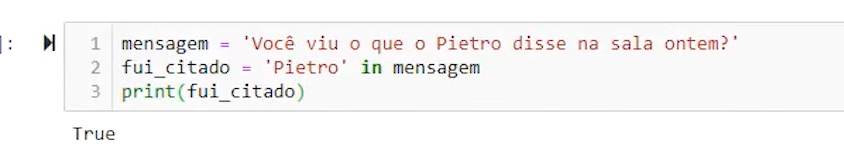 ]:
1 mensagem = 'Você viu o que o Pietro disse na sala ontem?'
2 fui_citado = 'Pietro' in mensagem
3 print(fui_citado)
True